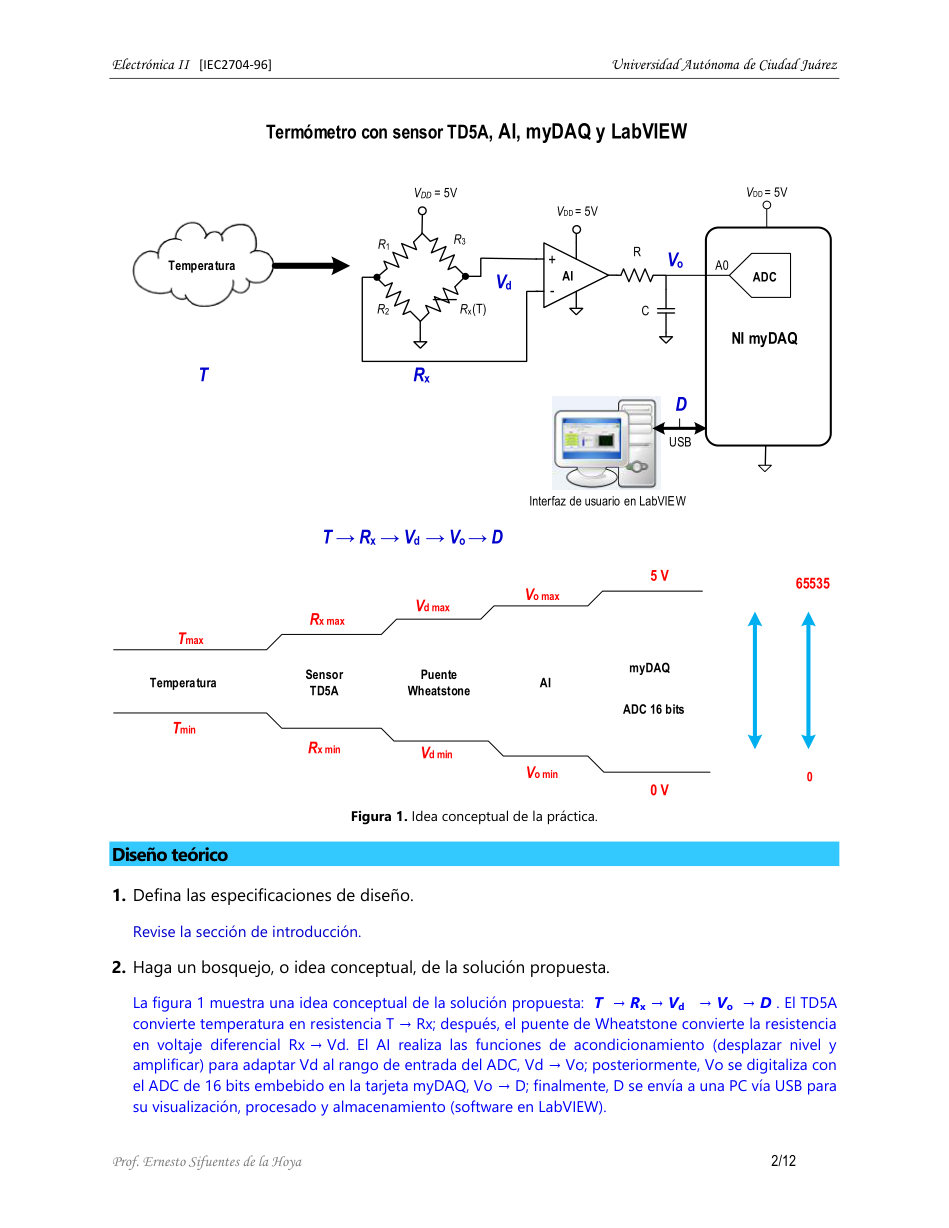 Electrónica II [IEC2704-96] Universidad Autónoma de Ciudad Juárez
Termómetro con sensor TD5A, AI, myDAQ y LabVIEW
VDD = 5V
VDD = 5V
VDD = 5V
R1
R3
Temperatura
+
AI
-
R
Vo
A0
ADC
Vd
R2
Rx(T)
C
NI myDAQ
T
Rx
D
USB
Interfaz de usuario en LabVIEW
T → Rx → Vd → Vo → D
5 V
65535
Vo max
Vd max
Rx max
Tmax
Temperatura
Sensor
TD5A
Puente
Wheatstone
AI
myDAQ
ADC 16 bits
Tmin
Rx min
Vd min
Vo min
0 V
0
Figura 1. Idea conceptual de la práctica.
Diseño teórico
1. Defina las especificaciones de diseño.
Revise la sección de introducción.
2. Haga un bosquejo, o idea conceptual, de la solución propuesta.
La figura 1 muestra una idea conceptual de la solución propuesta: T → Rx → Vd → Vo → D . El TD5A
convierte temperatura en resistencia T → Rx; después, el puente de Wheatstone convierte la resistencia
en voltaje diferencial Rx → Vd. El AI realiza las funciones de acondicionamiento (desplazar nivel y
amplificar) para adaptar Vd al rango de entrada del ADC, Vd → Vo; posteriormente, Vo se digitaliza con
el ADC de 16 bits embebido en la tarjeta myDAQ, Vo → D; finalmente, D se envía a una PC vía USB para
su visualización, procesado y almacenamiento (software en LabVIEW).
Prof. Ernesto Sifuentes de la Hoya 2/12